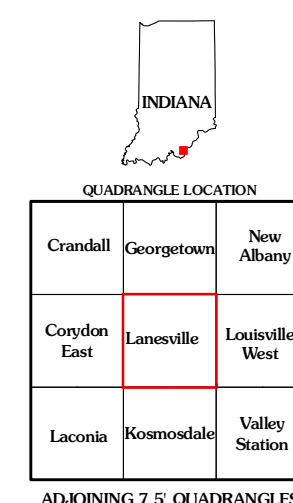 INDIANA
QUADRANGLE LOCATION
Crandall Georgetown New Albany
Corydon East Lanesville Louisville West
Laconia Kosmosdale Valley Station
ADJOINING 7.5' QUADRANGLES